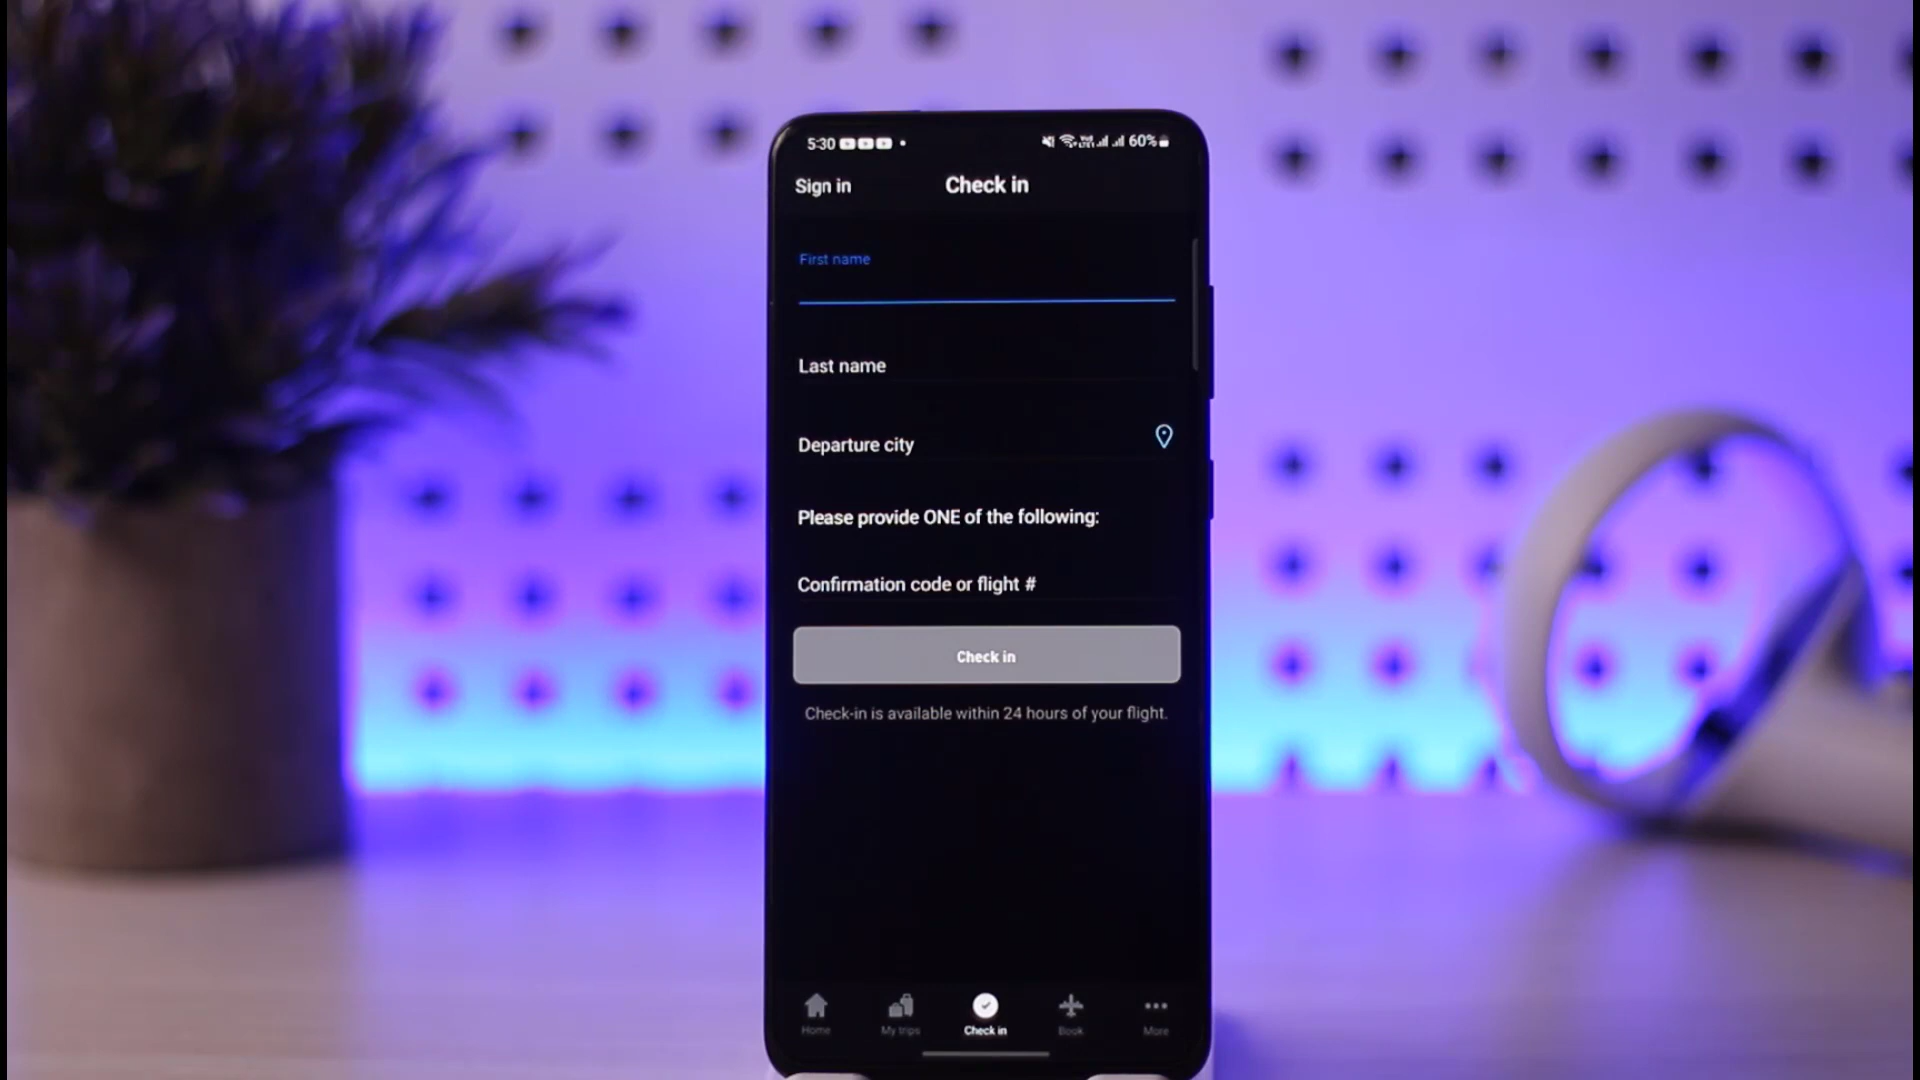 5:30
60%
Sign in
Check in
First name
Last name
Departure city
Please provide ONE of the following:
Confirmation code or flight #
Check in
Check-in is available within 24 hours of your flight.
Home
My trips
Check in
Book
More